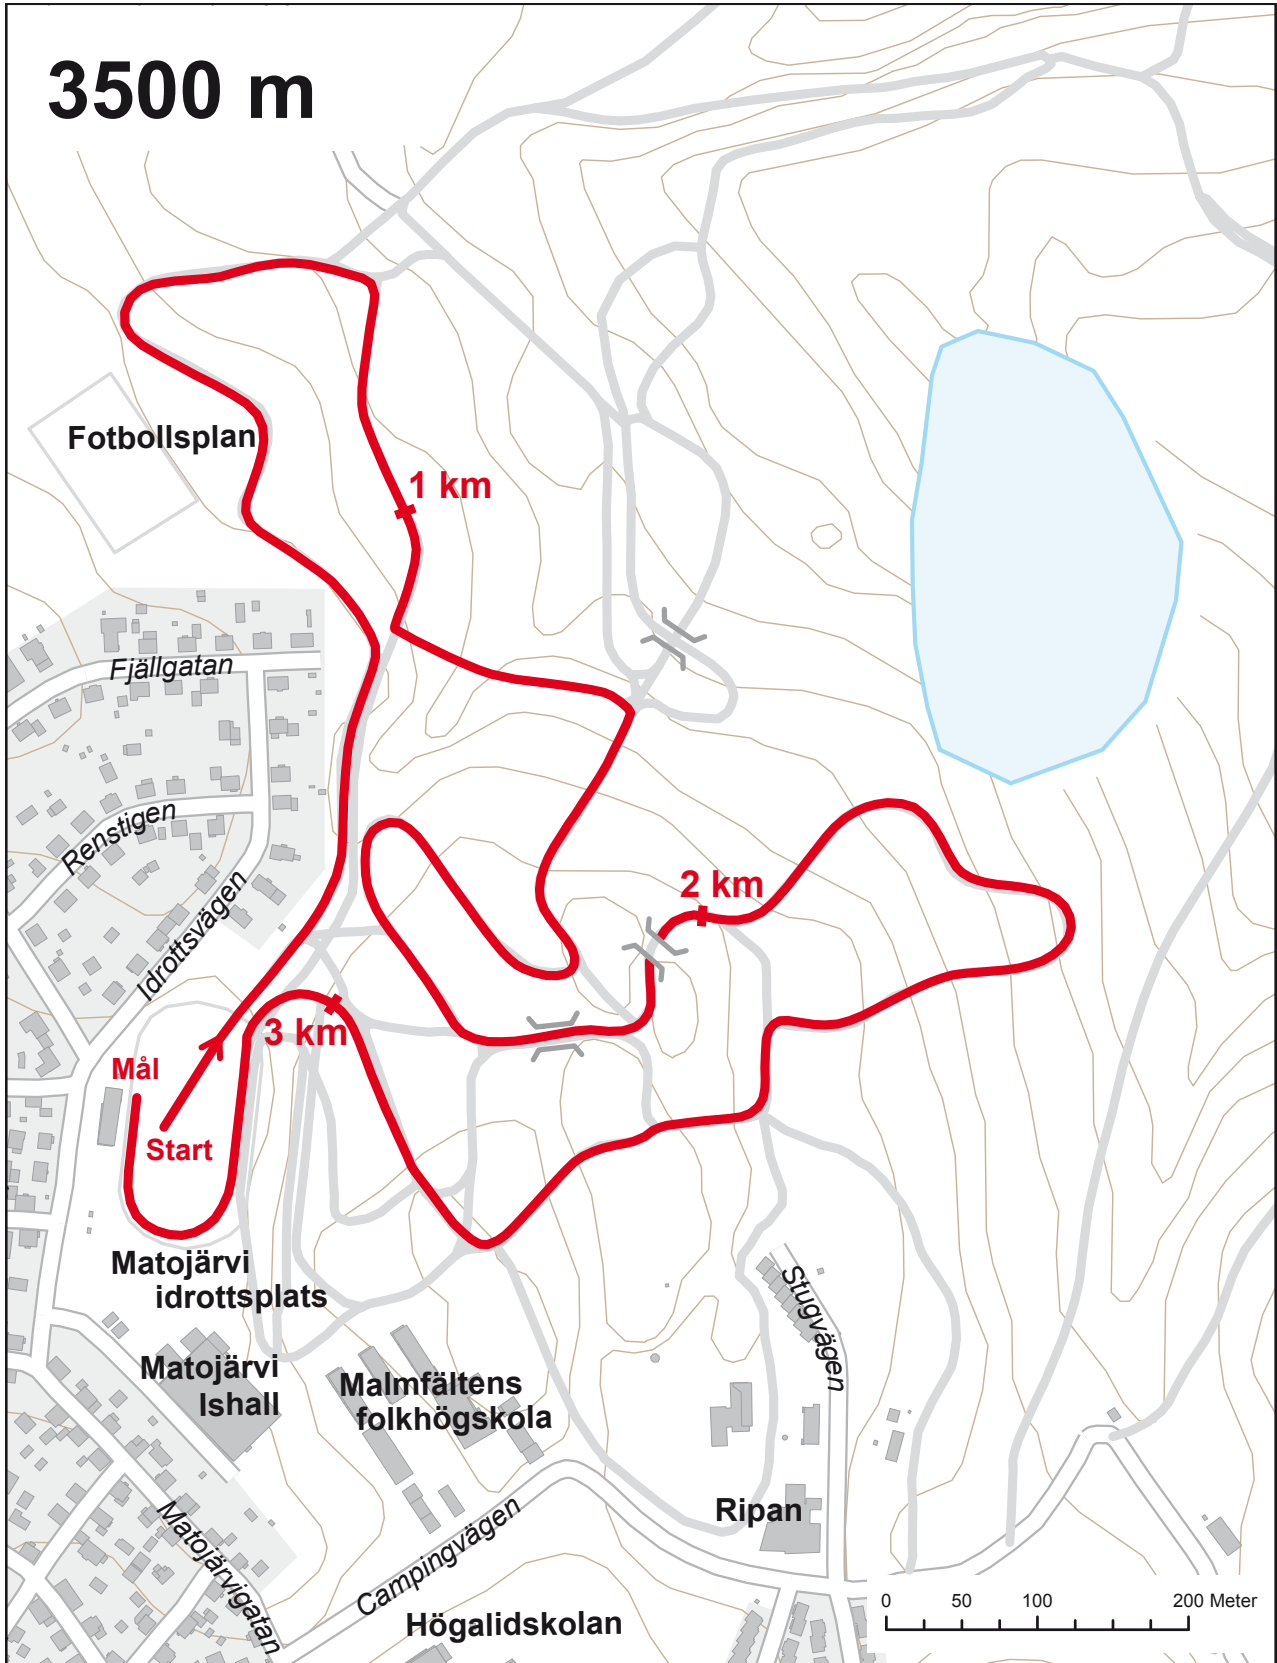 3500 m
Fotbollsplan
1 km
Fjällgatan
Renstigen
Idrottsvägen
2 km
3 km
Mål
Start
Matojärvi
idrottsplats
Stugvägen
Matojärvi
Ishall
Malmfältens
folkhögskola
Matojärvigatan
Campingvägen
Ripan
Högalidskolan
0 50 100 200 Meter